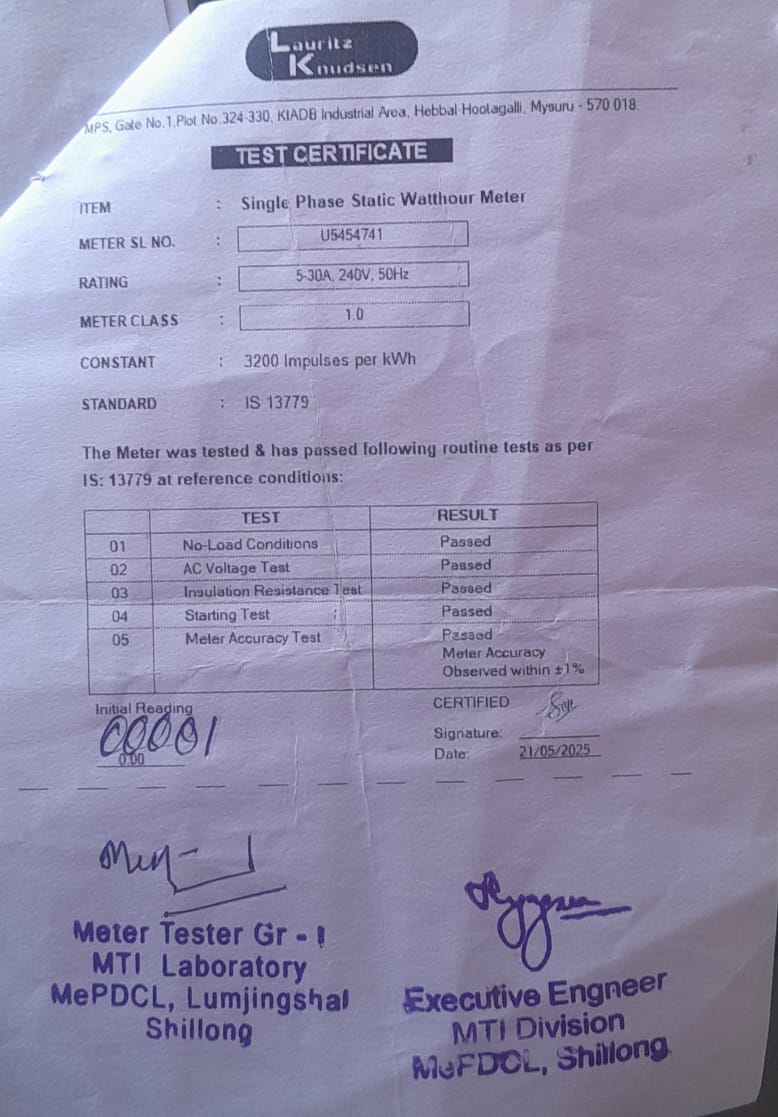 Lauritz
Knudsen
MPS, Gate No.1,Plot No.324-330, KIADB Industrial Area, Hebbal-Hootagalli, Mysuru - 570 018.
TEST CERTIFICATE
ITEM : Single Phase Static Watthour Meter
METER SL NO. : U5454741
RATING : 5-30A, 240V, 50Hz
METER CLASS : 1.0
CONSTANT : 3200 Impulses per kWh
STANDARD : IS 13779
The Meter was tested & has passed following routine tests as per
IS: 13779 at reference conditions:
TEST RESULT
01 No-Load Conditions Passed
02 AC Voltage Test Passed
03 Insulation Resistance Test Passed
04 Starting Test Passed
05 Meter Accuracy Test Passed
Meter Accuracy
Observed within ±1%
Initial Reading
00001
0.00
CERTIFIED
Signature:
Date: 21/05/2025
Meter Tester Gr - I
MTI Laboratory
MePDCL, Lumjingshai
Shillong
Executive Engneer
MTI Division
MePDCL, Shillong